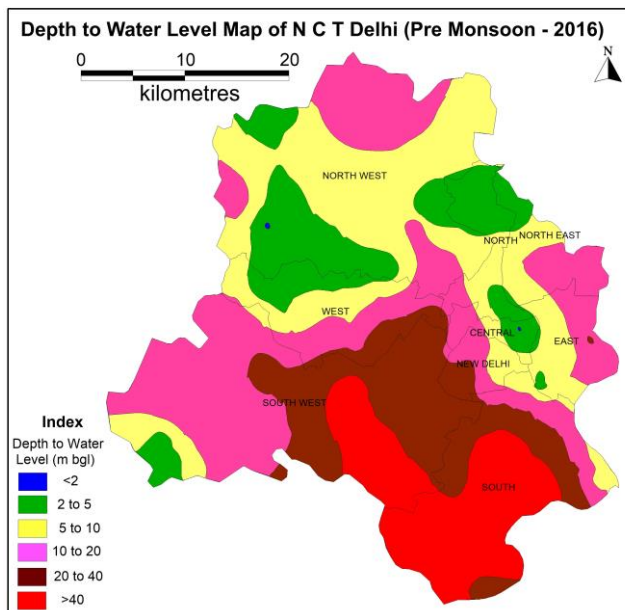 Depth to Water Level Map of N C T Delhi (Pre Monsoon - 2016)
0 10 20
kilometres
N
NORTH WEST
NORTH
NORTH EAST
WEST
CENTRAL
EAST
NEW DELHI
SOUTH WEST
SOUTH
Index
Depth to Water
Level (m bgl)
<2
2 to 5
5 to 10
10 to 20
20 to 40
>40